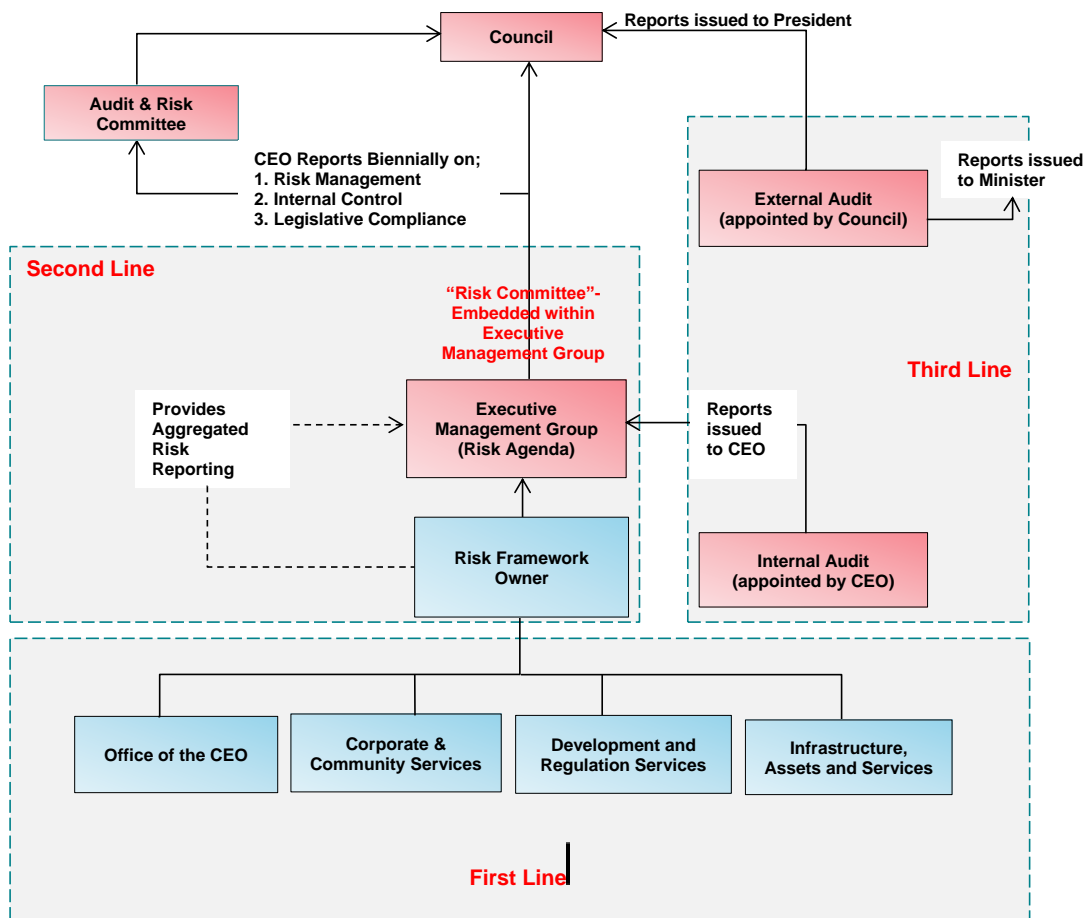 Reports issued to President
Council
Audit & Risk
Committee
CEO Reports Biennially on;
1. Risk Management
2. Internal Control
3. Legislative Compliance
Reports issued
to Minister
External Audit
(appointed by Council)
Second Line
“Risk Committee”-
Embedded within
Executive
Management Group
Third Line
Provides
Aggregated
Risk
Reporting
Executive
Management Group
(Risk Agenda)
Reports
issued
to CEO
Risk Framework
Owner
Internal Audit
(appointed by CEO)
Office of the CEO
Corporate &
Community Services
Development and
Regulation Services
Infrastructure,
Assets and Services
First Line